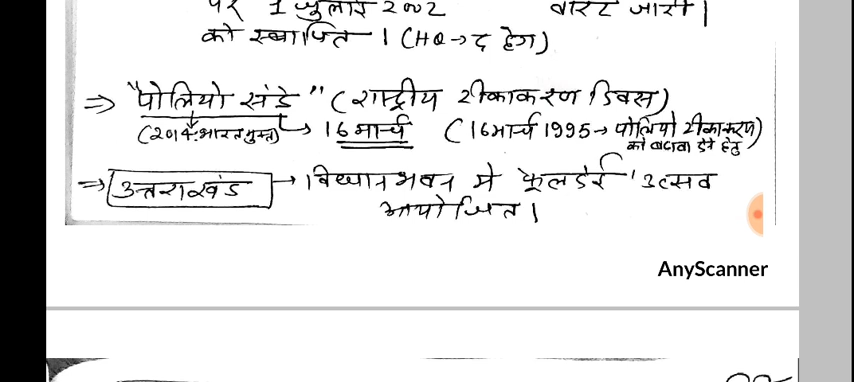 पर 1 जुलाई 2002 वारंट जारी |
को स्थापित | (HQ → द हेग)
⇒ "पोलियो संडे" (राष्ट्रीय टीकाकरण दिवस)
(2014: भारत मुक्त) → 16 मार्च (16 मार्च 1995 → पोलियो टीकाकरण)
को बढावा देने हेतु
⇒ उत्तराखंड → विधानभवन मे फूलदेई 'उत्सव
आयोजित |
AnyScanner